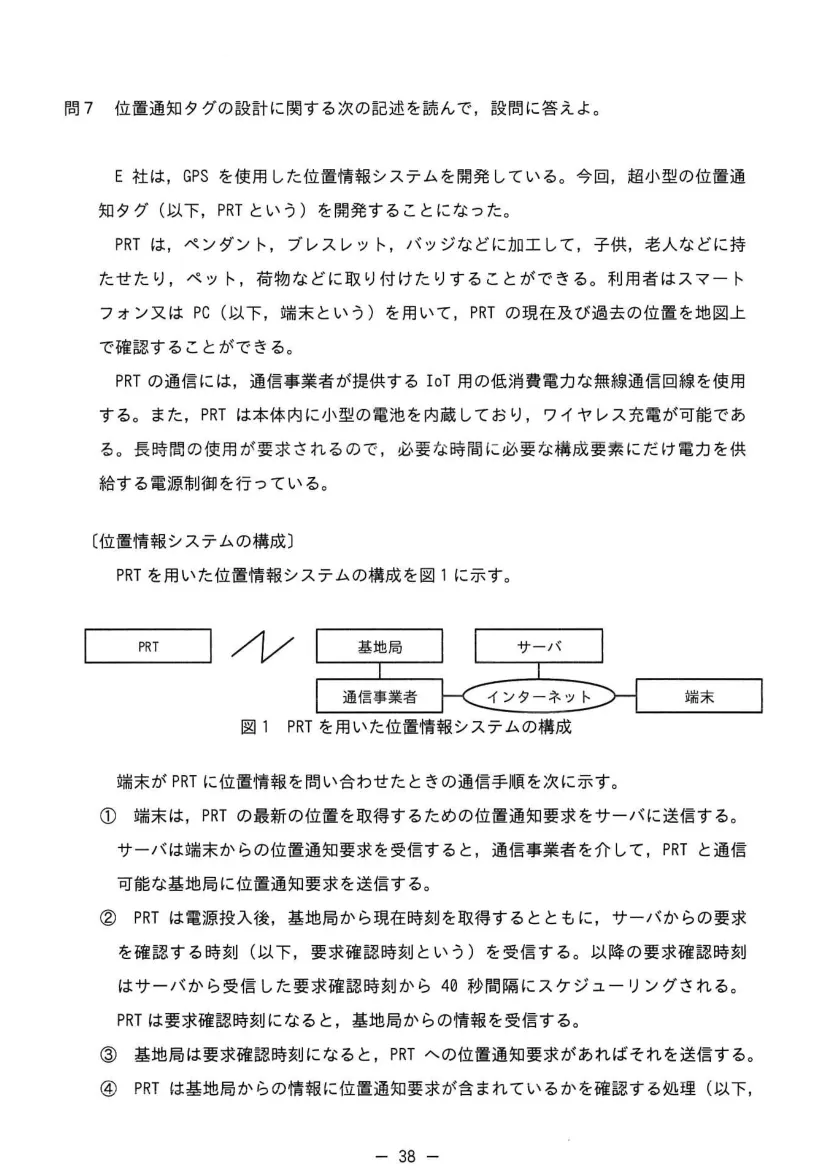 問7　位置通知タグの設計に関する次の記述を読んで，設問に答えよ。
E 社は，GPS を使用した位置情報システムを開発している。今回，超小型の位置通
知タグ（以下，PRT という）を開発することになった。
PRT は，ペンダント，ブレスレット，バッジなどに加工して，子供，老人などに持
たせたり，ペット，荷物などに取り付けたりすることができる。利用者はスマート
フォン又は PC（以下，端末という）を用いて，PRT の現在及び過去の位置を地図上
で確認することができる。
PRT の通信には，通信事業者が提供する IoT 用の低消費電力な無線通信回線を使用
する。また，PRT は本体内に小型の電池を内蔵しており，ワイヤレス充電が可能であ
る。長時間の使用が要求されるので，必要な時間に必要な構成要素にだけ電力を供
給する電源制御を行っている。
〔位置情報システムの構成〕
PRT を用いた位置情報システムの構成を図1に示す。
PRT　基地局　サーバ
通信事業者　インターネット　端末
図1　PRT を用いた位置情報システムの構成
端末が PRT に位置情報を問い合わせたときの通信手順を次に示す。
①　端末は，PRT の最新の位置を取得するための位置通知要求をサーバに送信する。
サーバは端末からの位置通知要求を受信すると，通信事業者を介して，PRT と通信
可能な基地局に位置通知要求を送信する。
②　PRT は電源投入後，基地局から現在時刻を取得するとともに，サーバからの要求
を確認する時刻（以下，要求確認時刻という）を受信する。以降の要求確認時刻
はサーバから受信した要求確認時刻から 40 秒間隔にスケジューリングされる。
PRT は要求確認時刻になると，基地局からの情報を受信する。
③　基地局は要求確認時刻になると，PRT への位置通知要求があればそれを送信する。
④　PRT は基地局からの情報に位置通知要求が含まれているかを確認する処理（以下，
－ 38 －